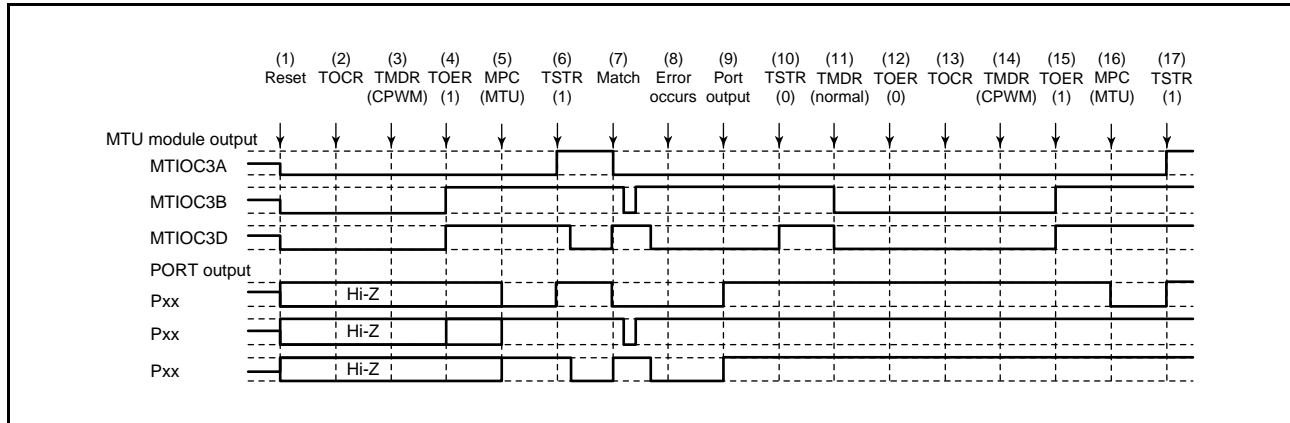 (1) (2) (3) (4) (5) (6) (7) (8) (9) (10) (11) (12) (13) (14) (15) (16) (17)
Reset TOCR TMDR TOER MPC TSTR Match Error Port TSTR TMDR TOER TOCR TMDR TOER MPC TSTR
(CPWM) (1) (MTU) (1) occurs output (0) (normal) (0) (CPWM) (1) (MTU) (1)
MTU module output
MTIOC3A
MTIOC3B
MTIOC3D
PORT output
Pxx Hi-Z
Pxx Hi-Z
Pxx Hi-Z